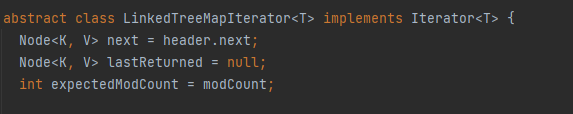 abstract class LinkedTreeMapIterator<T> implements Iterator<T> {
  Node<K, V> next = header.next;
  Node<K, V> lastReturned = null;
  int expectedModCount = modCount;